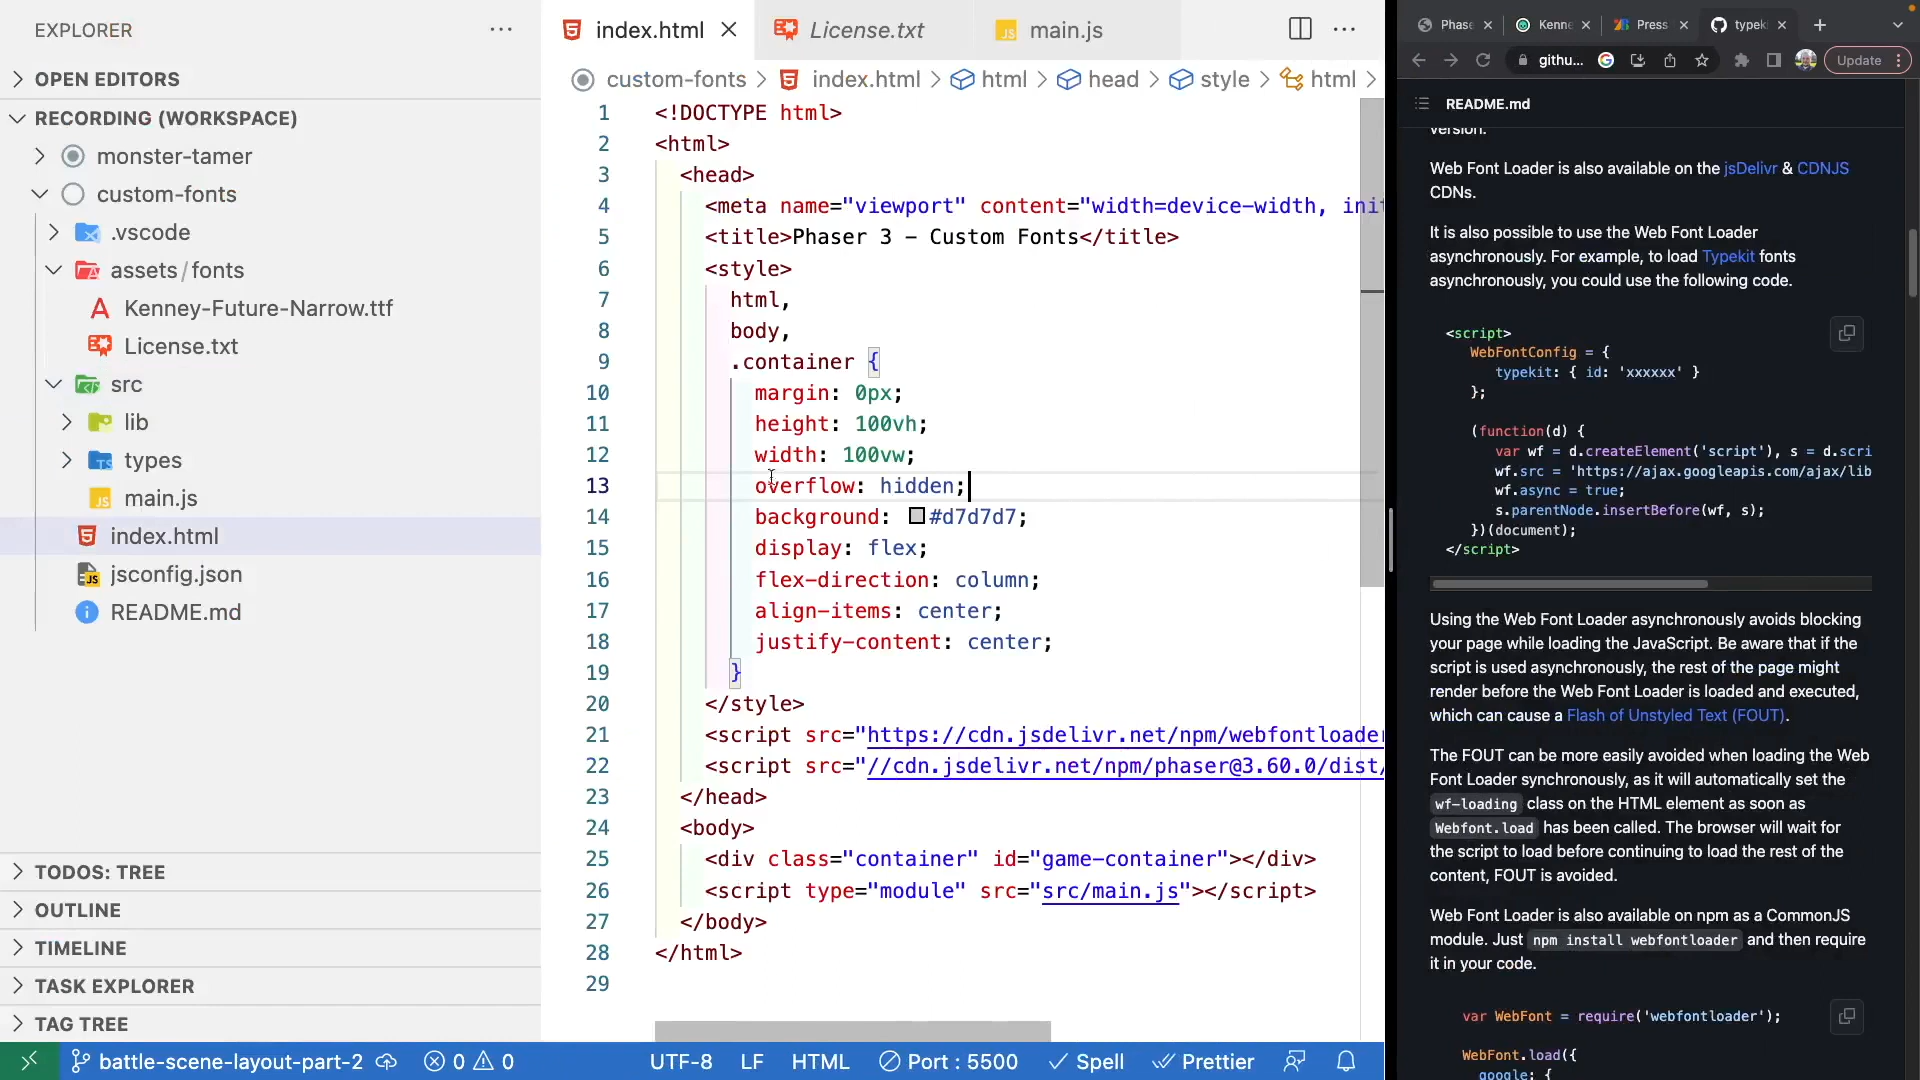 EXPLORER
OPEN EDITORS
RECORDING (WORKSPACE)
monster-tamer
custom-fonts
.vscode
assets/fonts
Kenney-Future-Narrow.ttf
License.txt
src
lib
types
main.js
index.html
jsconfig.json
README.md
TODOS: TREE
OUTLINE
TIMELINE
TASK EXPLORER
TAG TREE
index.html License.txt main.js
custom-fonts > index.html > html > head > style > html >
1 <!DOCTYPE html>
2 <html>
3 <head>
4 <meta name="viewport" content="width=device-width, init
5 <title>Phaser 3 - Custom Fonts</title>
6 <style>
7 html,
8 body,
9 .container {
10 margin: 0px;
11 height: 100vh;
12 width: 100vw;
13 overflow: hidden;
14 background: #d7d7d7;
15 display: flex;
16 flex-direction: column;
17 align-items: center;
18 justify-content: center;
19 }
20 </style>
21 <script src="https://cdn.jsdelivr.net/npm/webfontloader
22 <script src="//cdn.jsdelivr.net/npm/phaser@3.60.0/dist/
23 </head>
24 <body>
25 <div class="container" id="game-container"></div>
26 <script type="module" src="src/main.js"></script>
27 </body>
28 </html>
29
battle-scene-layout-part-2 0 0 UTF-8 LF HTML Port : 5500 Spell Prettier
Phase Kenne Press typek
githu... Update
README.md
version.
Web Font Loader is also available on the jsDelivr & CDNJS
CDNs.
It is also possible to use the Web Font Loader
asynchronously. For example, to load Typekit fonts
asynchronously, you could use the following code.
<script>
WebFontConfig = {
typekit: { id: 'xxxxxx' }
};
(function(d) {
var wf = d.createElement('script'), s = d.scri
wf.src = 'https://ajax.googleapis.com/ajax/lib
wf.async = true;
s.parentNode.insertBefore(wf, s);
})(document);
</script>
Using the Web Font Loader asynchronously avoids blocking
your page while loading the JavaScript. Be aware that if the
script is used asynchronously, the rest of the page might
render before the Web Font Loader is loaded and executed,
which can cause a Flash of Unstyled Text (FOUT).
The FOUT can be more easily avoided when loading the Web
Font Loader synchronously, as it will automatically set the
wf-loading class on the HTML element as soon as
Webfont.load has been called. The browser will wait for
the script to load before continuing to load the rest of the
content, FOUT is avoided.
Web Font Loader is also available on npm as a CommonJS
module. Just npm install webfontloader and then require
it in your code.
var WebFont = require('webfontloader');
WebFont.load({
google: {